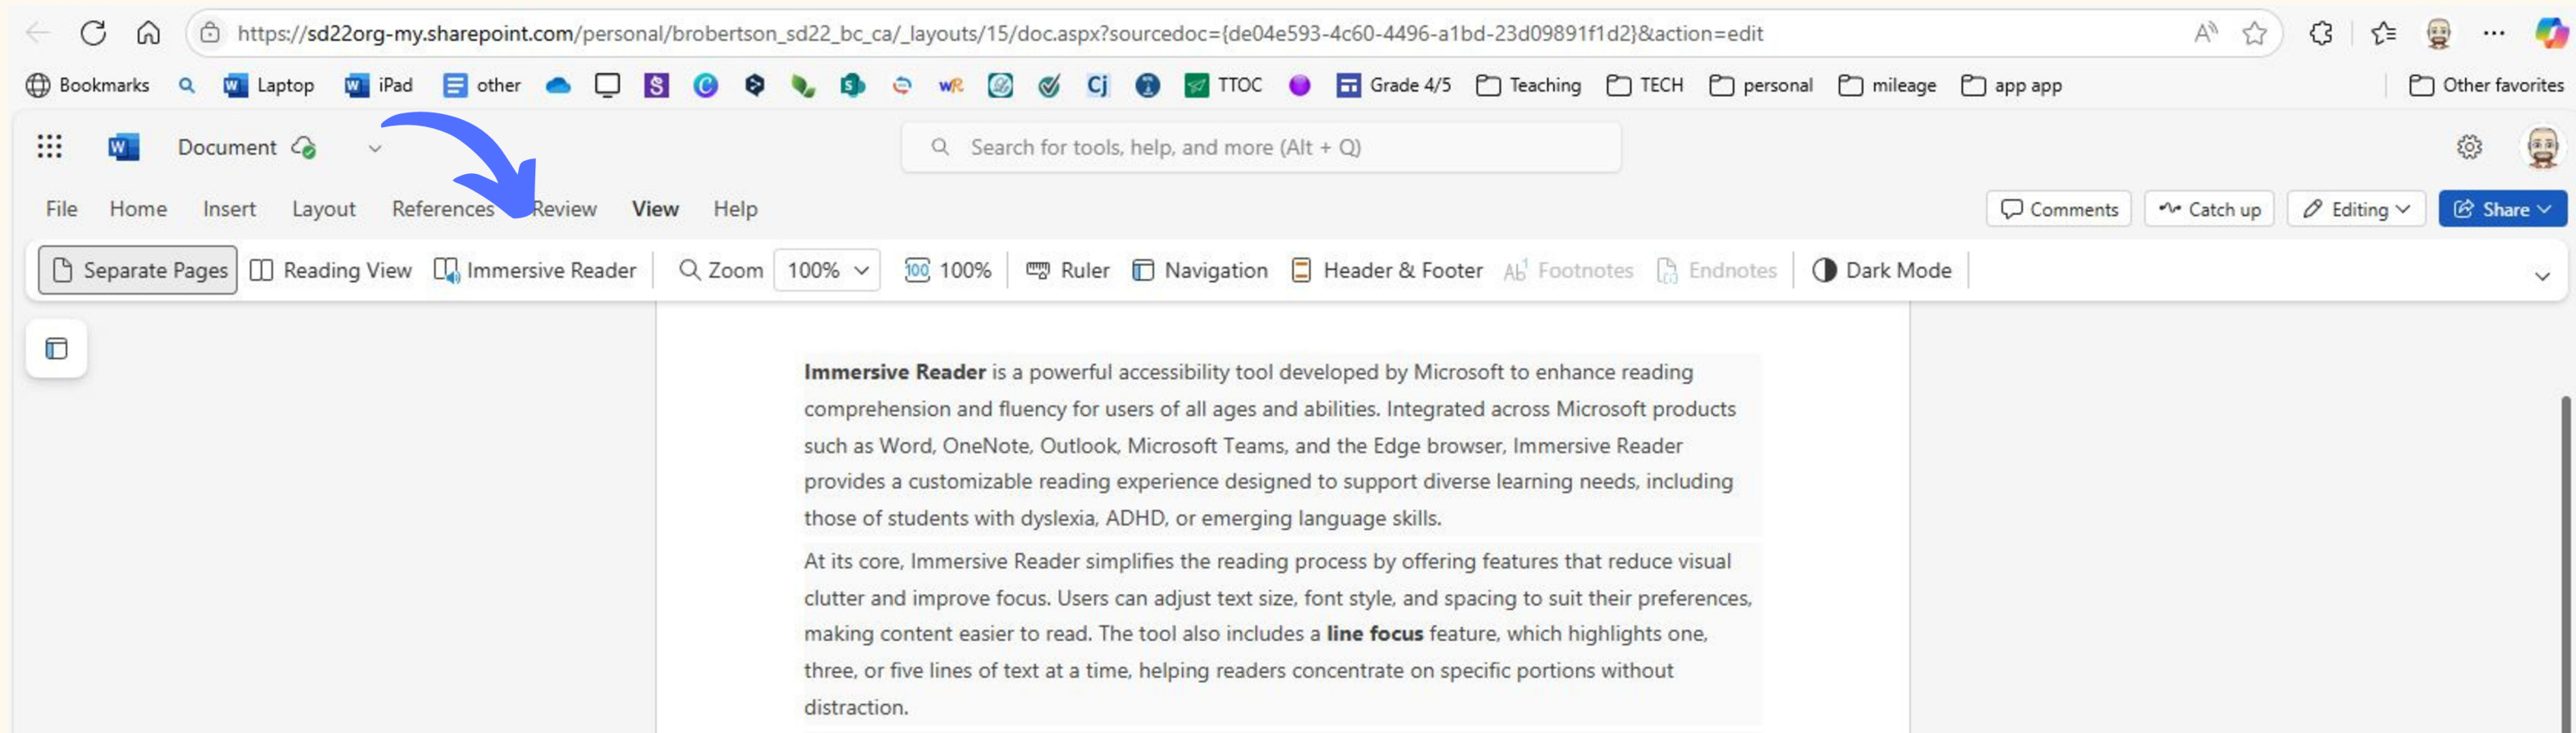 https://sd22org-my.sharepoint.com/personal/brobertson_sd22_bc_ca/_layouts/15/doc.aspx?sourcedoc={de04e593-4c60-4496-a1bd-23d09891f1d2}&action=edit
Bookmarks Laptop iPad other S C S wR Cj TTOC Grade 4/5 Teaching TECH personal mileage app app Other favorites
W Document Search for tools, help, and more (Alt + Q)
File Home Insert Layout References Review View Help Comments Catch up Editing Share
Separate Pages Reading View Immersive Reader Zoom 100% 100 100% Ruler Navigation Header & Footer Ab¹ Footnotes Endnotes Dark Mode
Immersive Reader is a powerful accessibility tool developed by Microsoft to enhance reading
comprehension and fluency for users of all ages and abilities. Integrated across Microsoft products
such as Word, OneNote, Outlook, Microsoft Teams, and the Edge browser, Immersive Reader
provides a customizable reading experience designed to support diverse learning needs, including
those of students with dyslexia, ADHD, or emerging language skills.
At its core, Immersive Reader simplifies the reading process by offering features that reduce visual
clutter and improve focus. Users can adjust text size, font style, and spacing to suit their preferences,
making content easier to read. The tool also includes a line focus feature, which highlights one,
three, or five lines of text at a time, helping readers concentrate on specific portions without
distraction.